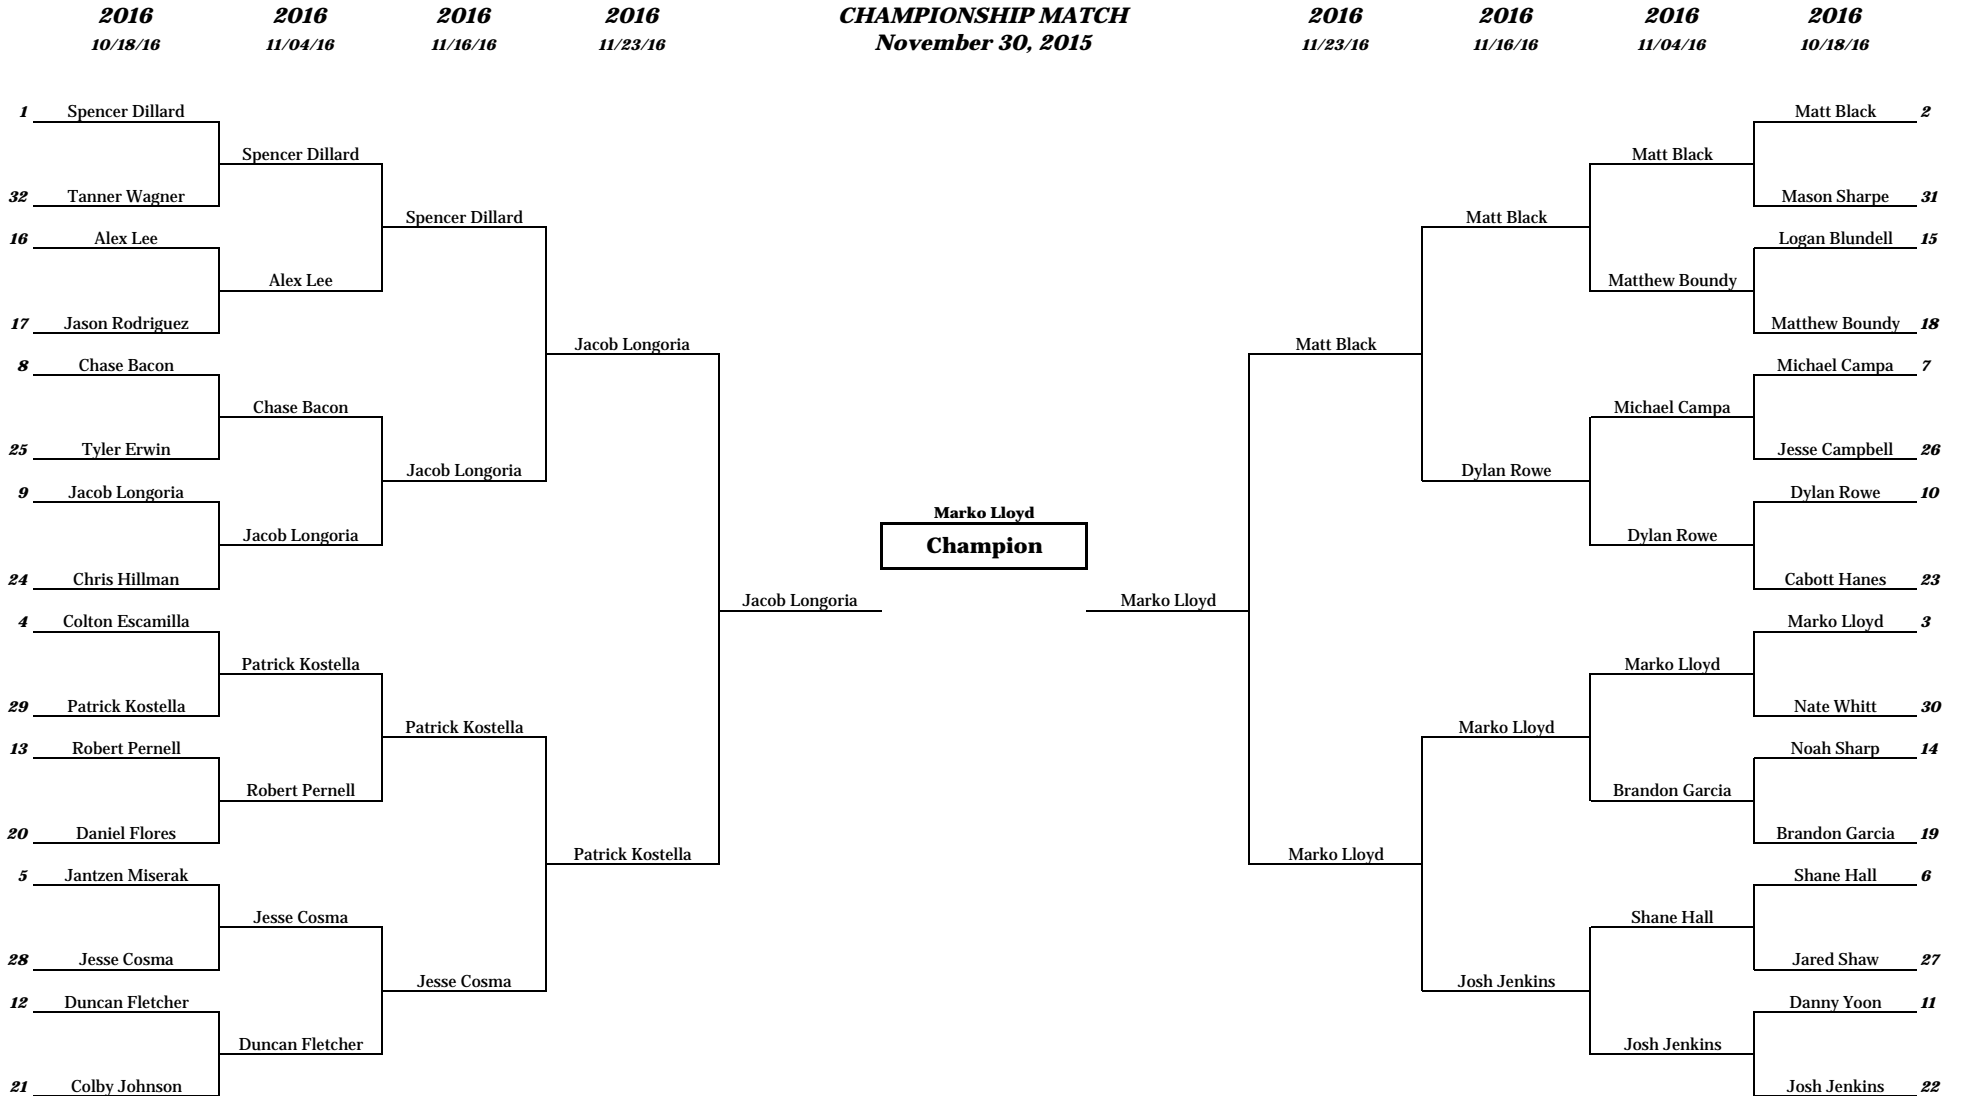 2016 2016 2016 2016 CHAMPIONSHIP MATCH 2016 2016 2016 2016
10/18/16 11/04/16 11/16/16 11/23/16 November 30, 2015 11/23/16 11/16/16 11/04/16 10/18/16
1 Spencer Dillard Matt Black 2
Spencer Dillard Matt Black
32 Tanner Wagner Mason Sharpe 31
Spencer Dillard Matt Black
16 Alex Lee Logan Blundell 15
Alex Lee Matthew Boundy
17 Jason Rodriguez Matthew Boundy 18
Jacob Longoria Matt Black
8 Chase Bacon Michael Campa 7
Chase Bacon Michael Campa
25 Tyler Erwin Jesse Campbell 26
Jacob Longoria Dylan Rowe
9 Jacob Longoria Dylan Rowe 10
Marko Lloyd
Jacob Longoria Dylan Rowe
Champion
24 Chris Hillman Cabott Hanes 23
Jacob Longoria Marko Lloyd
4 Colton Escamilla Marko Lloyd 3
Patrick Kostella Marko Lloyd
29 Patrick Kostella Nate Whitt 30
Patrick Kostella Marko Lloyd
13 Robert Pernell Noah Sharp 14
Robert Pernell Brandon Garcia
20 Daniel Flores Brandon Garcia 19
Patrick Kostella Marko Lloyd
5 Jantzen Miserak Shane Hall 6
Jesse Cosma Shane Hall
28 Jesse Cosma Jared Shaw 27
Jesse Cosma Josh Jenkins
12 Duncan Fletcher Danny Yoon 11
Duncan Fletcher Josh Jenkins
21 Colby Johnson Josh Jenkins 22